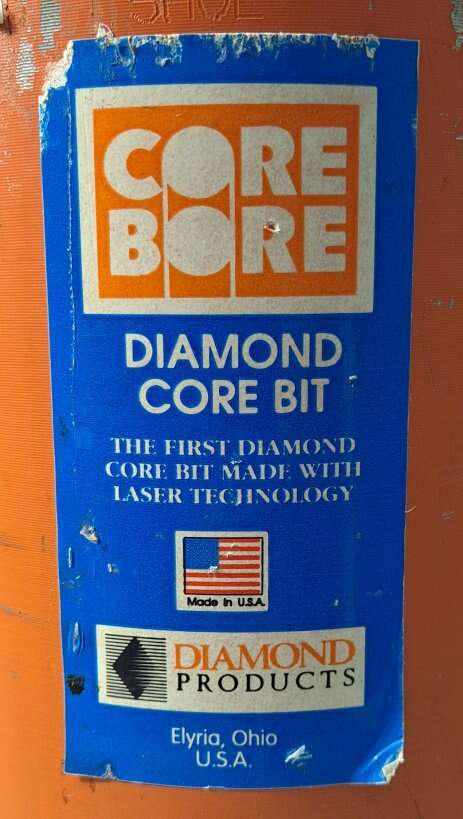 CORE
BORE
DIAMOND
CORE BIT
THE FIRST DIAMOND
CORE BIT MADE WITH
LASER TECHNOLOGY
Made In U.S.A.
DIAMOND
PRODUCTS
Elyria, Ohio
U.S.A.